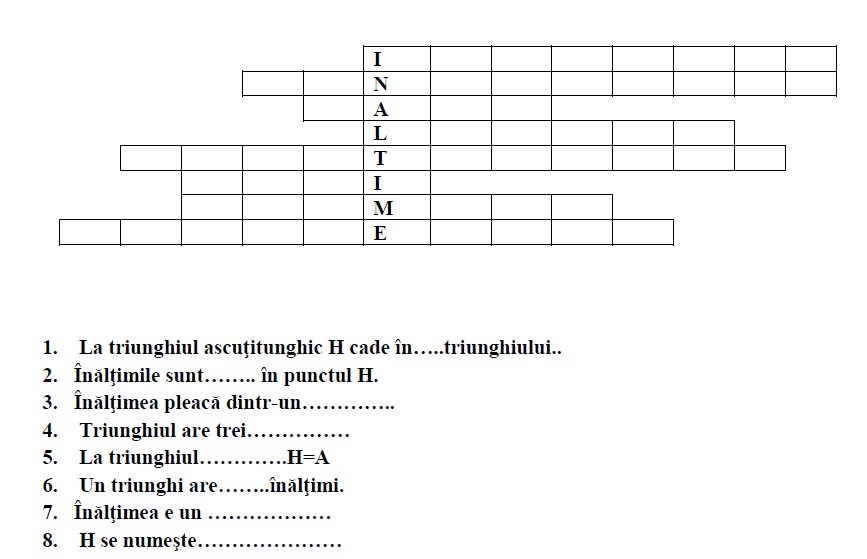 I
N
A
L
T
I
M
E
1. La triunghiul ascuţitunghic H cade în…..triunghiului..
2. Înălţimile sunt…….. în punctul H.
3. Înălţimea pleacă dintr-un…………..
4. Triunghiul are trei……………
5. La triunghiul………….H=A
6. Un triunghi are……..înălţimi.
7. Înălţimea e un ………………
8. H se numeşte…………………